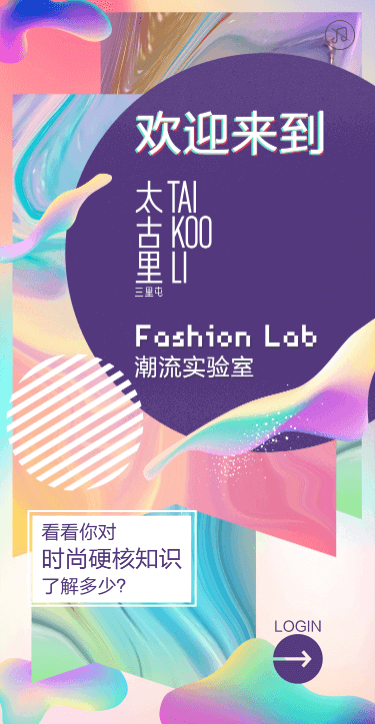 欢迎来到
太 TAI
古 KOO
里 LI
三里屯
Fashion Lab
潮流实验室
看看你对
时尚硬核知识
了解多少?
LOGIN